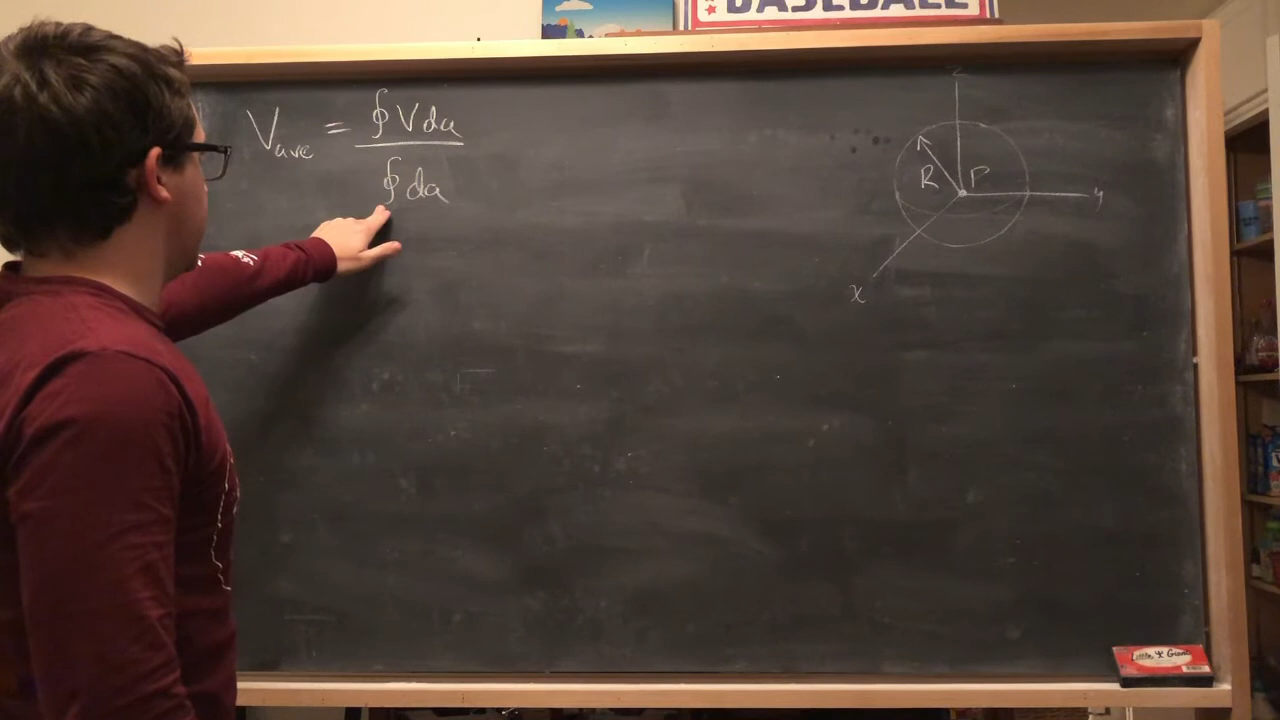 BASEBALL
V_ave = ∮ V da / ∮ da
z
R P
y
x
Little Giant